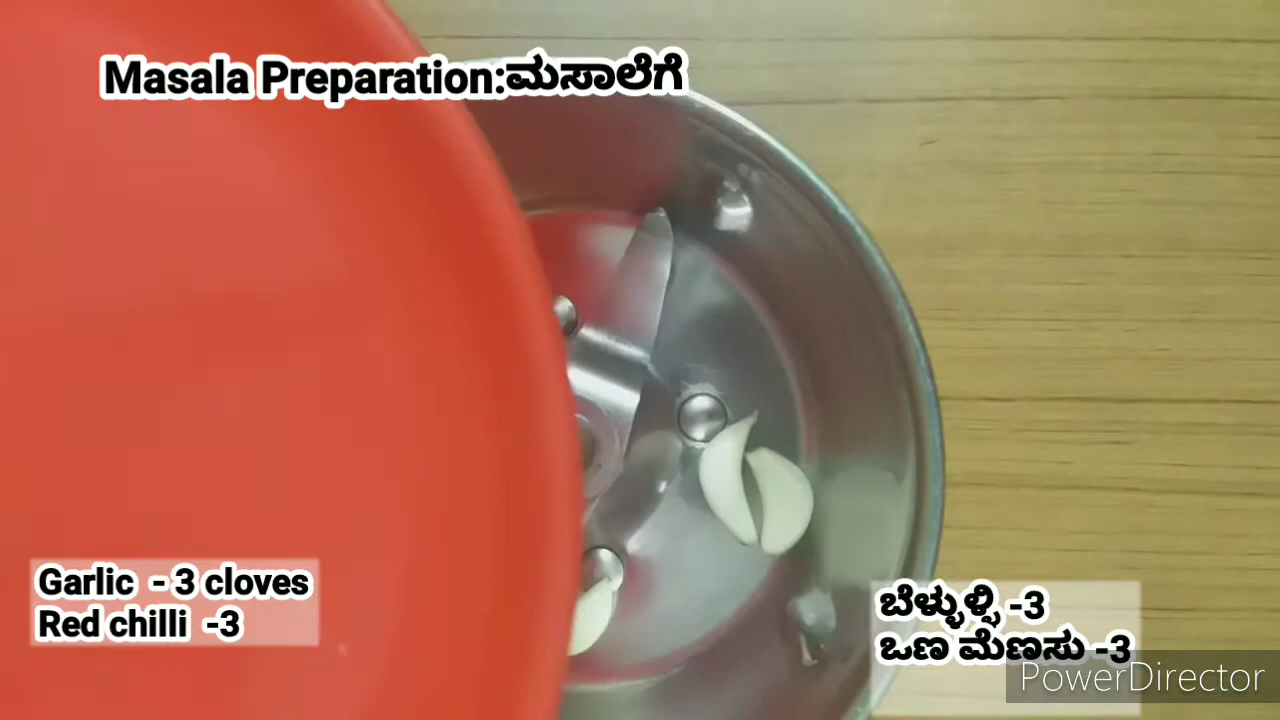 Masala Preparation:ಮಸಾಲೆಗೆ
Garlic - 3 cloves
Red chilli -3
ಬೆಳ್ಳುಳ್ಸಿ -3
ಒಣ ಮೆಣಸು -3
PowerDirector